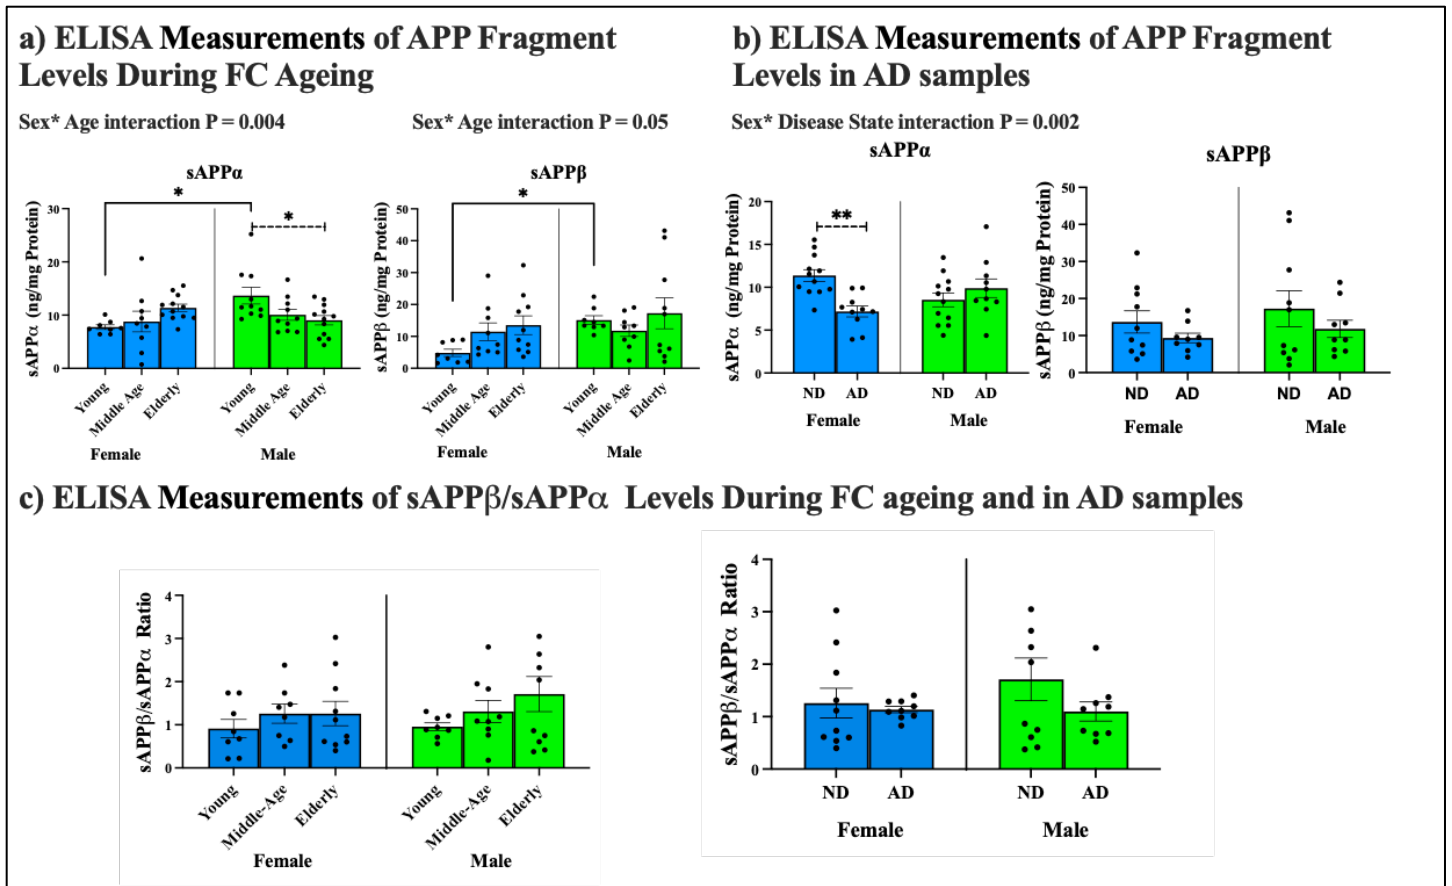 a) ELISA Measurements of APP Fragment
Levels During FC Ageing
Sex* Age interaction P = 0.004
Sex* Age interaction P = 0.05
sAPPα
*
*
sAPPα (ng/mg Protein)
30
20
10
0
Young
Middle Age
Elderly
Young
Middle Age
Elderly
Female
Male
sAPPβ
*
sAPPβ (ng/mg Protein)
50
40
30
20
10
0
Young
Middle Age
Elderly
Young
Middle Age
Elderly
Female
Male
b) ELISA Measurements of APP Fragment
Levels in AD samples
Sex* Disease State interaction P = 0.002
sAPPα
**
sAPPα (ng/mg Protein)
20
15
10
5
0
ND
AD
ND
AD
Female
Male
sAPPβ
sAPPβ (ng/mg Protein)
50
40
30
20
10
0
ND
AD
ND
AD
Female
Male
c) ELISA Measurements of sAPPβ/sAPPα Levels During FC ageing and in AD samples
sAPPβ/sAPPα Ratio
4
3
2
1
0
Young
Middle-Age
Elderly
Young
Middle-Age
Elderly
Female
Male
sAPPβ/sAPPα Ratio
4
3
2
1
0
ND
AD
ND
AD
Female
Male